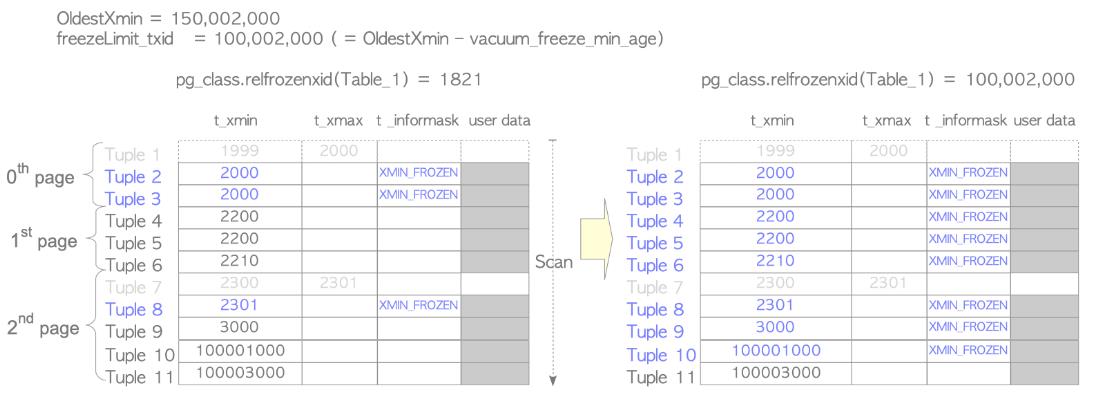 OldestXmin = 150,002,000
freezeLimit_txid = 100,002,000 ( = OldestXmin − vacuum_freeze_min_age)
pg_class.relfrozenxid(Table_1) = 1821
t_xmin t_xmax t _informask user data
0th page
Tuple 1 1999 2000
Tuple 2 2000 XMIN_FROZEN
Tuple 3 2000 XMIN_FROZEN
1st page
Tuple 4 2200
Tuple 5 2200
Tuple 6 2210
2nd page
Tuple 7 2300 2301
Tuple 8 2301 XMIN_FROZEN
Tuple 9 3000
Tuple 10 100001000
Tuple 11 100003000
Scan
pg_class.relfrozenxid(Table_1) = 100,002,000
t_xmin t_xmax t _informask user data
Tuple 1 1999 2000
Tuple 2 2000 XMIN_FROZEN
Tuple 3 2000 XMIN_FROZEN
Tuple 4 2200 XMIN_FROZEN
Tuple 5 2200 XMIN_FROZEN
Tuple 6 2210 XMIN_FROZEN
Tuple 7 2300 2301
Tuple 8 2301 XMIN_FROZEN
Tuple 9 3000 XMIN_FROZEN
Tuple 10 100001000 XMIN_FROZEN
Tuple 11 100003000